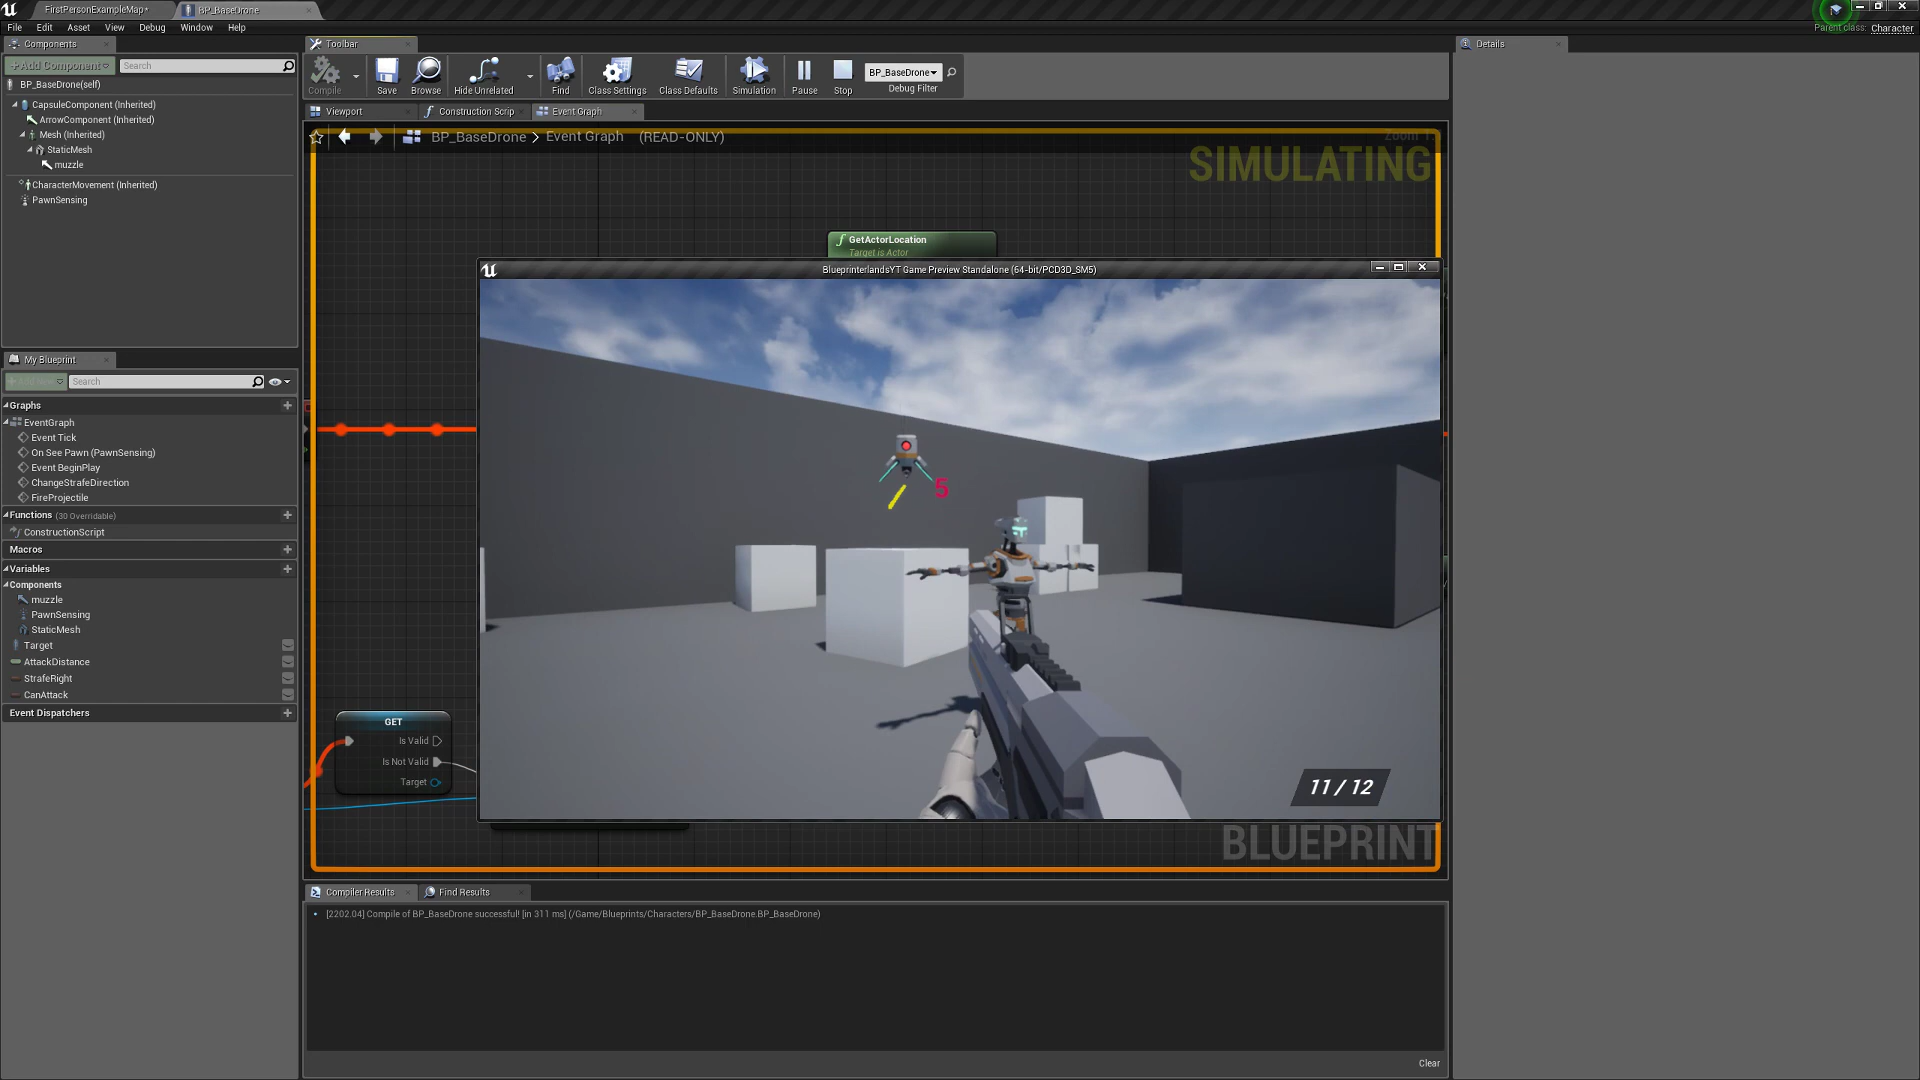 FirstPersonExampleMap*
BP_BaseDrone
File Edit Asset View Debug Window Help
Parent class: Character
Components
+Add Component
Search
BP_BaseDrone(self)
CapsuleComponent (Inherited)
ArrowComponent (Inherited)
Mesh (Inherited)
StaticMesh
muzzle
CharacterMovement (Inherited)
PawnSensing
My Blueprint
+Add New
Search
Graphs
EventGraph
Event Tick
On See Pawn (PawnSensing)
Event BeginPlay
ChangeStrafeDirection
FireProjectile
Functions (30 Overridable)
ConstructionScript
Macros
Variables
Components
muzzle
PawnSensing
StaticMesh
Target
AttackDistance
StrafeRight
CanAttack
Event Dispatchers
Toolbar
Compile
Save
Browse
Hide Unrelated
Find
Class Settings
Class Defaults
Simulation
Pause
Stop
BP_BaseDrone
Debug Filter
Viewport
Construction Scrip
Event Graph
BP_BaseDrone > Event Graph (READ-ONLY)
SIMULATING
GetActorLocation
Target is Actor
BlueprinterlandsYT Game Preview Standalone (64-bit/PCD3D_SM5)
5
11 / 12
GET
Is Valid
Is Not Valid
Target
BLUEPRINT
Compiler Results
Find Results
[2202.04] Compile of BP_BaseDrone successful! [in 311 ms] (/Game/Blueprints/Characters/BP_BaseDrone.BP_BaseDrone)
Clear
Details